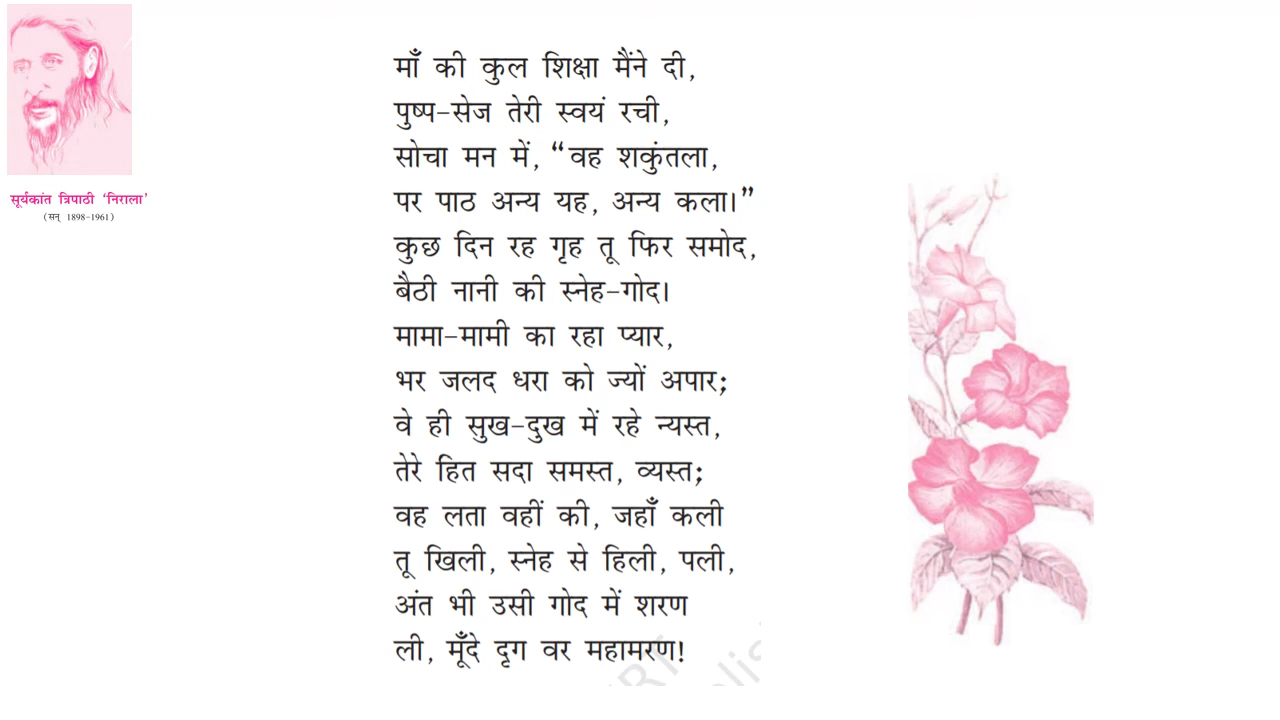 सूर्यकांत त्रिपाठी ‘निराला’
(सन् 1898-1961)
माँ की कुल शिक्षा मैंने दी,
पुष्प-सेज तेरी स्वयं रची,
सोचा मन में, “वह शकुंतला,
पर पाठ अन्य यह, अन्य कला।”
कुछ दिन रह गृह तू फिर समोद,
बैठी नानी की स्नेह-गोद।
मामा-मामी का रहा प्यार,
भर जलद धरा को ज्यों अपार;
वे ही सुख-दुख में रहे न्यस्त,
तेरे हित सदा समस्त, व्यस्त;
वह लता वहीं की, जहाँ कली
तू खिली, स्नेह से हिली, पली,
अंत भी उसी गोद में शरण
ली, मूँदे दृग वर महामरण!